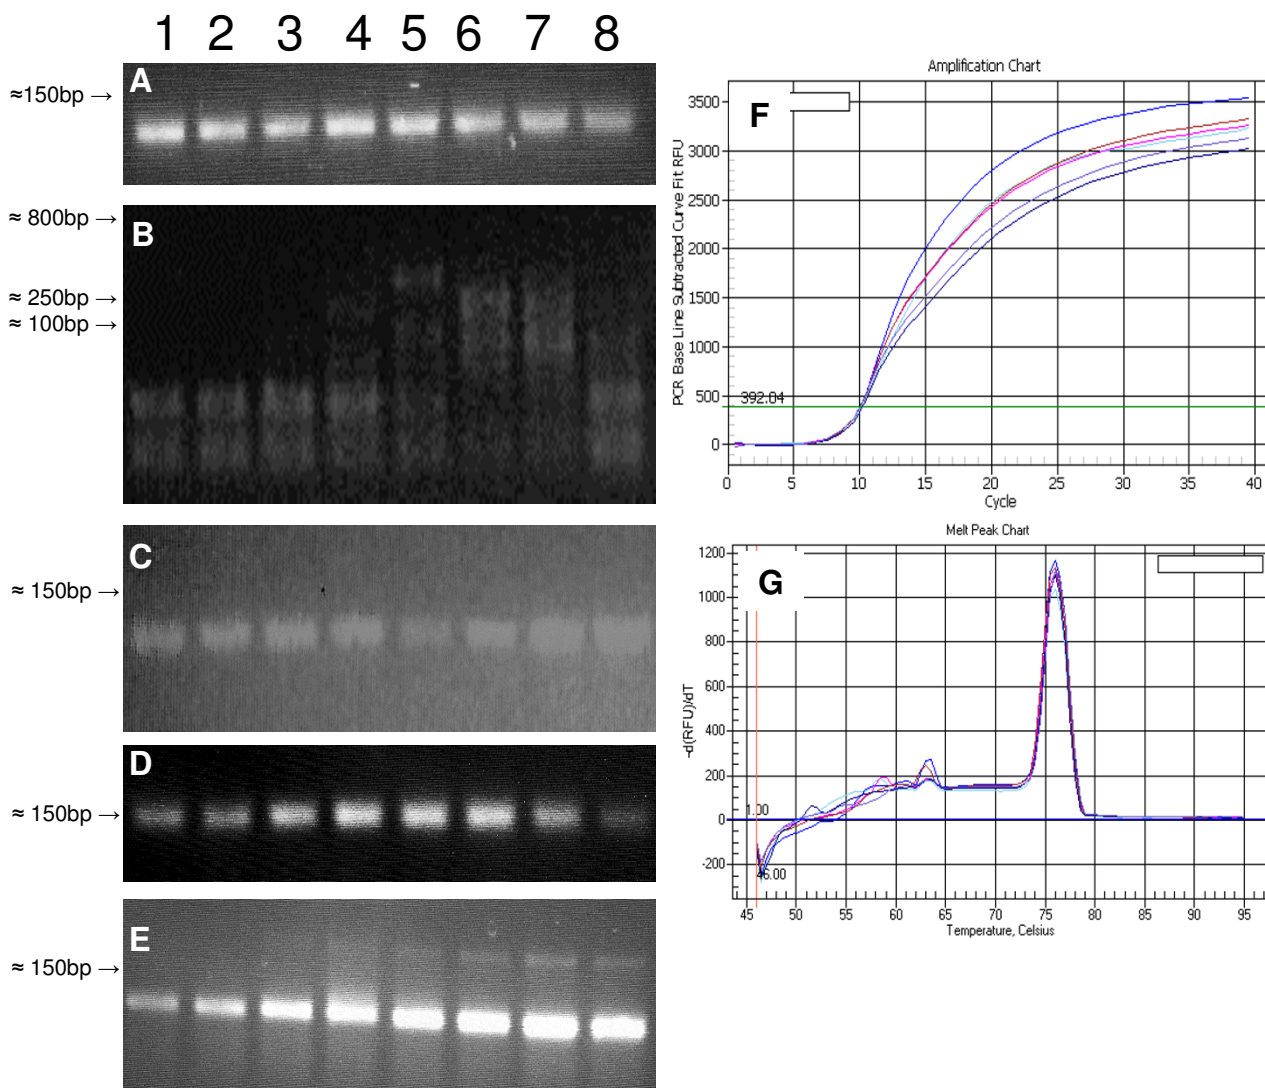 1 2 3 4 5 6 7 8
A
≈150bp →
B
≈ 800bp →
≈ 250bp →
≈ 100bp →
C
≈ 150bp →
D
≈ 150bp →
E
≈ 150bp →
Amplification Chart
F
PCR Base Line Subtracted Curve Fit RFU
3500
3000
2500
2000
1500
1000
500
0
392.04
0 5 10 15 20 25 30 35 40
Cycle
Melt Peak Chart
G
-d(RFU)/dT
1200
1000
800
600
400
200
0
-200
1.00
46.00
45 50 55 60 65 70 75 80 85 90 95
Temperature, Celsius